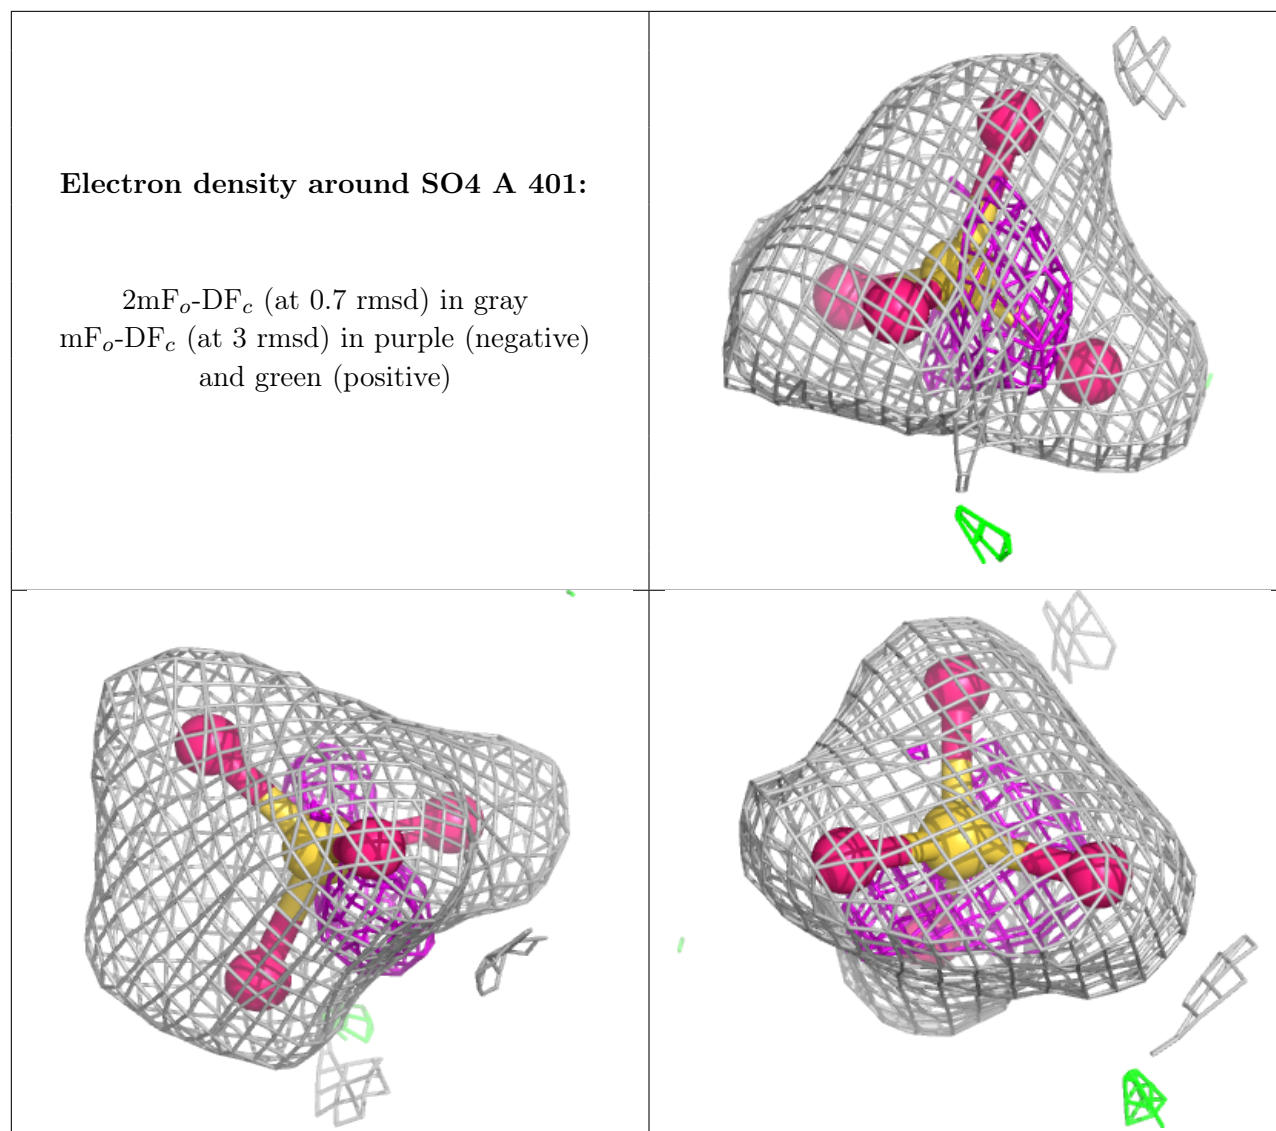 Electron density around SO4 A 401:
2mFo-DFc (at 0.7 rmsd) in gray
mFo-DFc (at 3 rmsd) in purple (negative)
and green (positive)